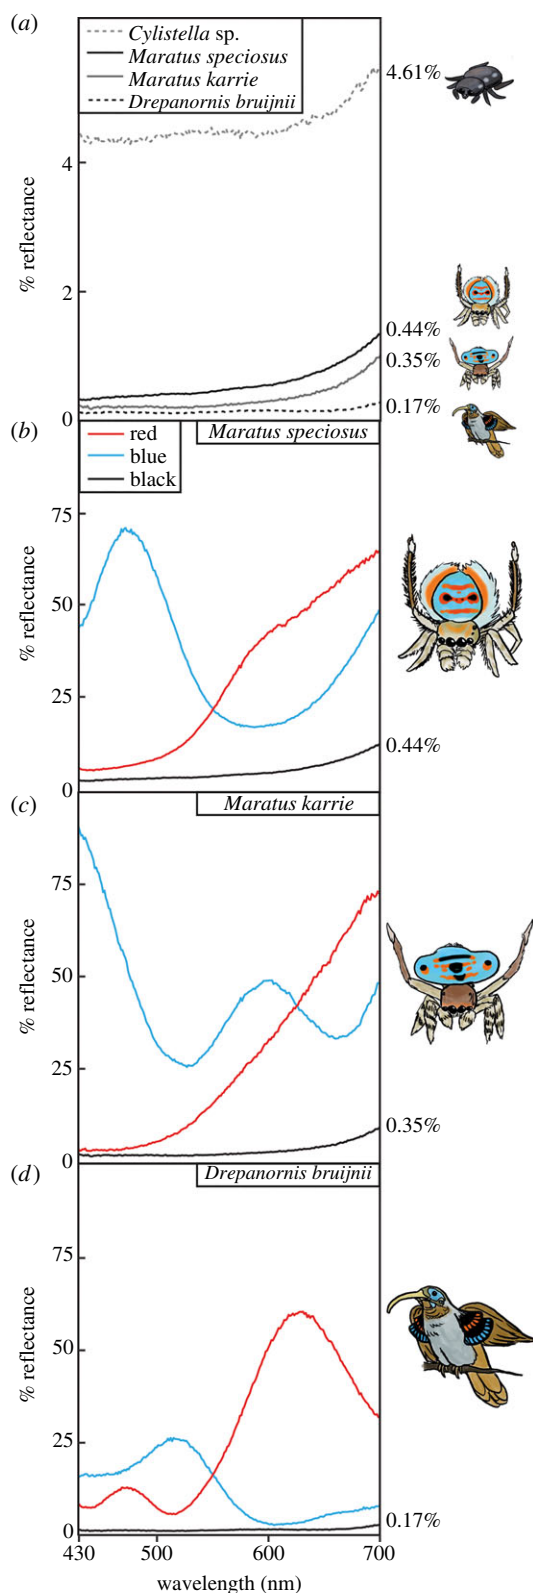 (a)
Cylistella sp.
Maratus speciosus
Maratus karrie
Drepanornis bruijnii
4.61%
4
% reflectance
2
0.44%
0.35%
0.17%
0
(b)
red
blue
black
Maratus speciosus
75
50
% reflectance
25
0.44%
0
(c)
Maratus karrie
75
50
% reflectance
25
0.35%
0
(d)
Drepanornis bruijnii
75
50
% reflectance
25
0.17%
0
430 500 600 700
wavelength (nm)